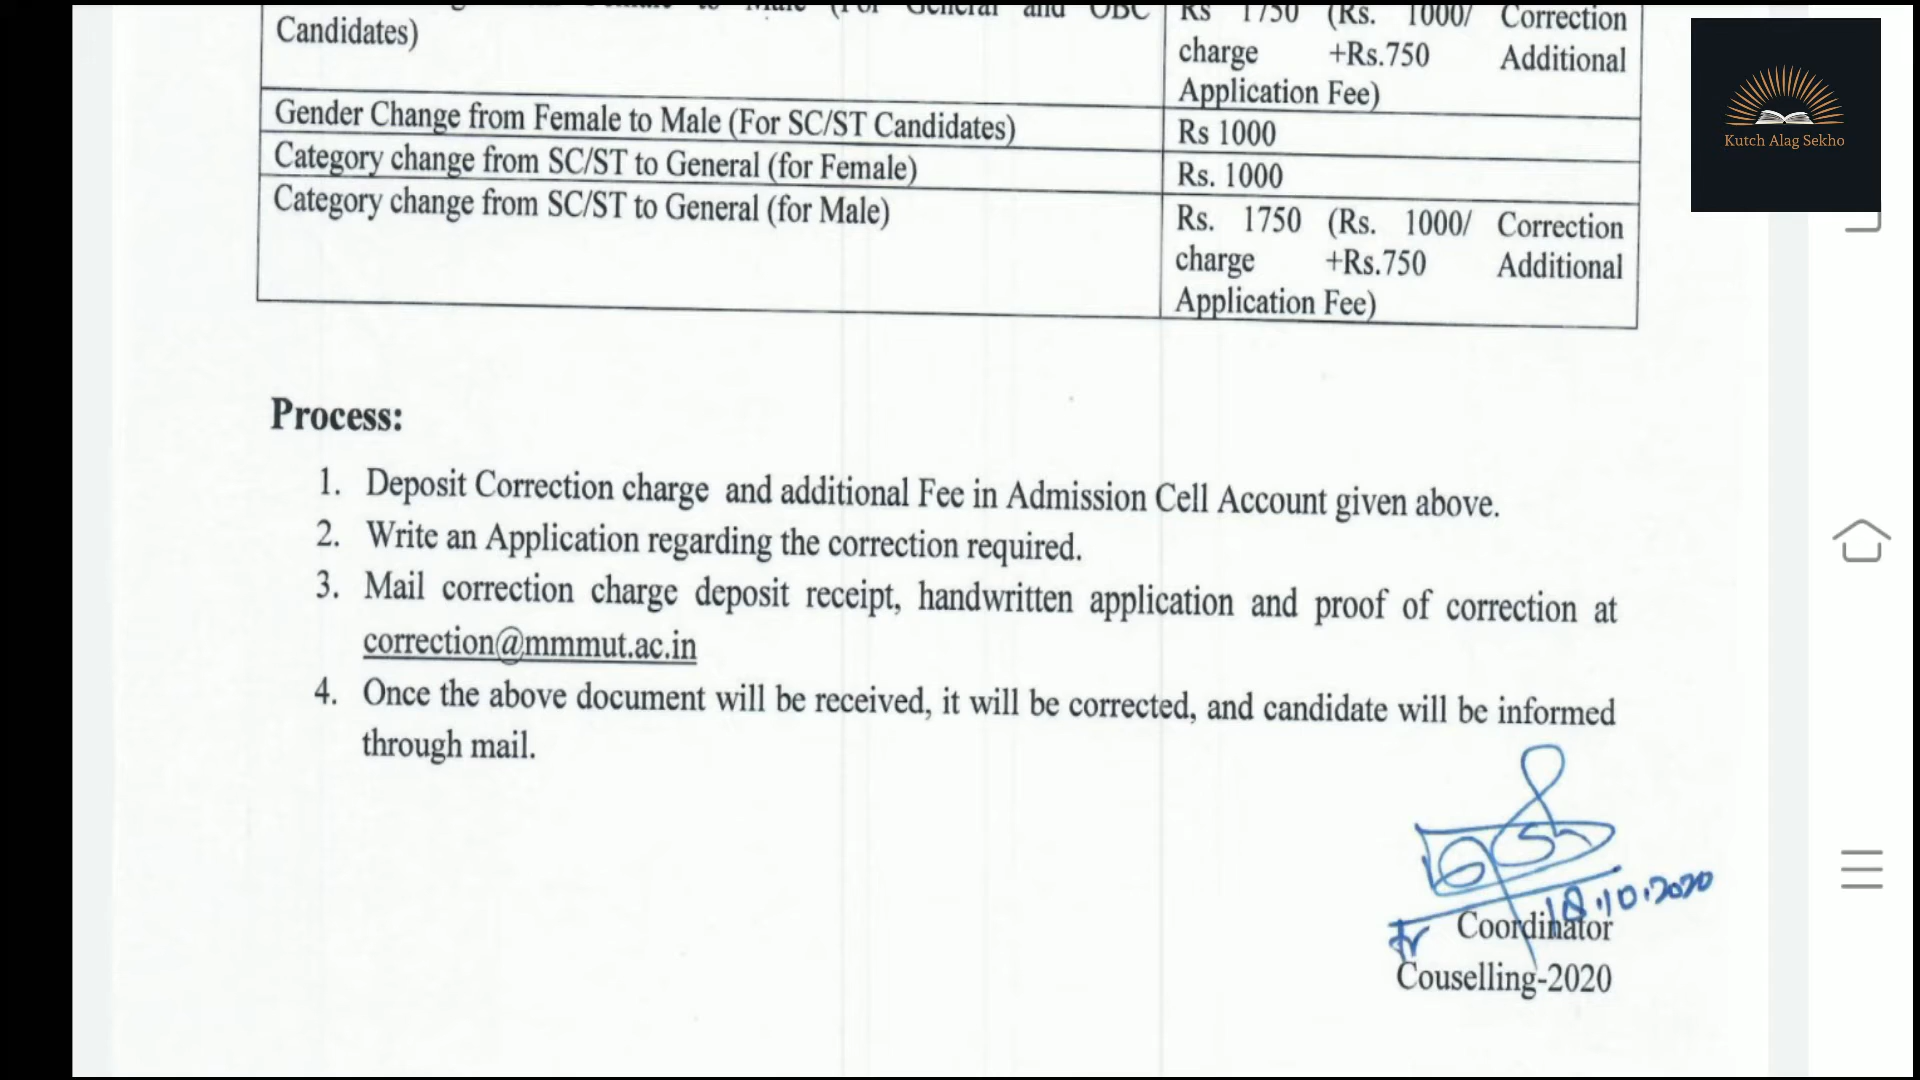 to Male (For General and OBC
Candidates)
Rs 1750 (Rs. 1000/ Correction
charge +Rs.750 Additional
Application Fee)
Gender Change from Female to Male (For SC/ST Candidates)
Rs 1000
Category change from SC/ST to General (for Female)
Rs. 1000
Category change from SC/ST to General (for Male)
Rs. 1750 (Rs. 1000/ Correction
charge +Rs.750 Additional
Application Fee)
Kutch Alag Sekho
Process:
1. Deposit Correction charge and additional Fee in Admission Cell Account given above.
2. Write an Application regarding the correction required.
3. Mail correction charge deposit receipt, handwritten application and proof of correction at
correction@mmmut.ac.in
4. Once the above document will be received, it will be corrected, and candidate will be informed
through mail.
18.10.2020
Coordinator
Couselling-2020